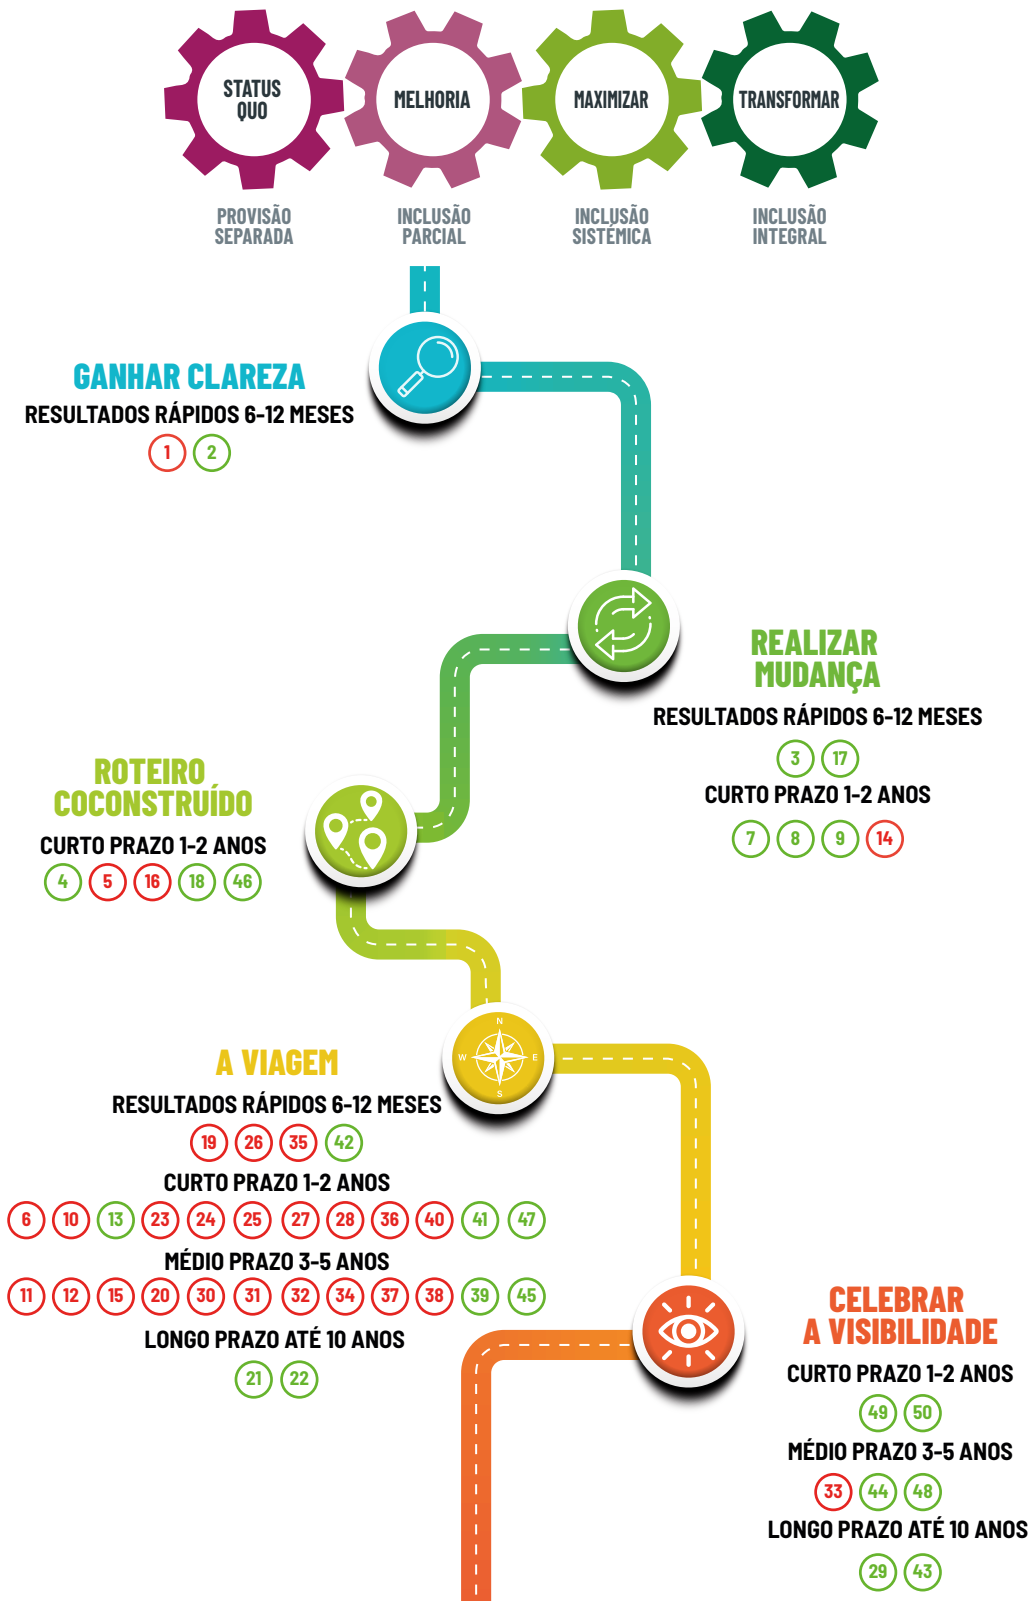 STATUS
QUO
MELHORIA
MAXIMIZAR
TRANSFORMAR
PROVISÃO
SEPARADA
INCLUSÃO
PARCIAL
INCLUSÃO
SISTÉMICA
INCLUSÃO
INTEGRAL
GANHAR CLAREZA
RESULTADOS RÁPIDOS 6-12 MESES
1 2
REALIZAR
MUDANÇA
RESULTADOS RÁPIDOS 6-12 MESES
3 17
CURTO PRAZO 1-2 ANOS
7 8 9 14
ROTEIRO
COCONSTRUÍDO
CURTO PRAZO 1-2 ANOS
4 5 16 18 46
N
W E
S
A VIAGEM
RESULTADOS RÁPIDOS 6-12 MESES
19 26 35 42
CURTO PRAZO 1-2 ANOS
6 10 13 23 24 25 27 28 36 40 41 47
MÉDIO PRAZO 3-5 ANOS
11 12 15 20 30 31 32 34 37 38 39 45
LONGO PRAZO ATÉ 10 ANOS
21 22
CELEBRAR
A VISIBILIDADE
CURTO PRAZO 1-2 ANOS
49 50
MÉDIO PRAZO 3-5 ANOS
33 44 48
LONGO PRAZO ATÉ 10 ANOS
29 43